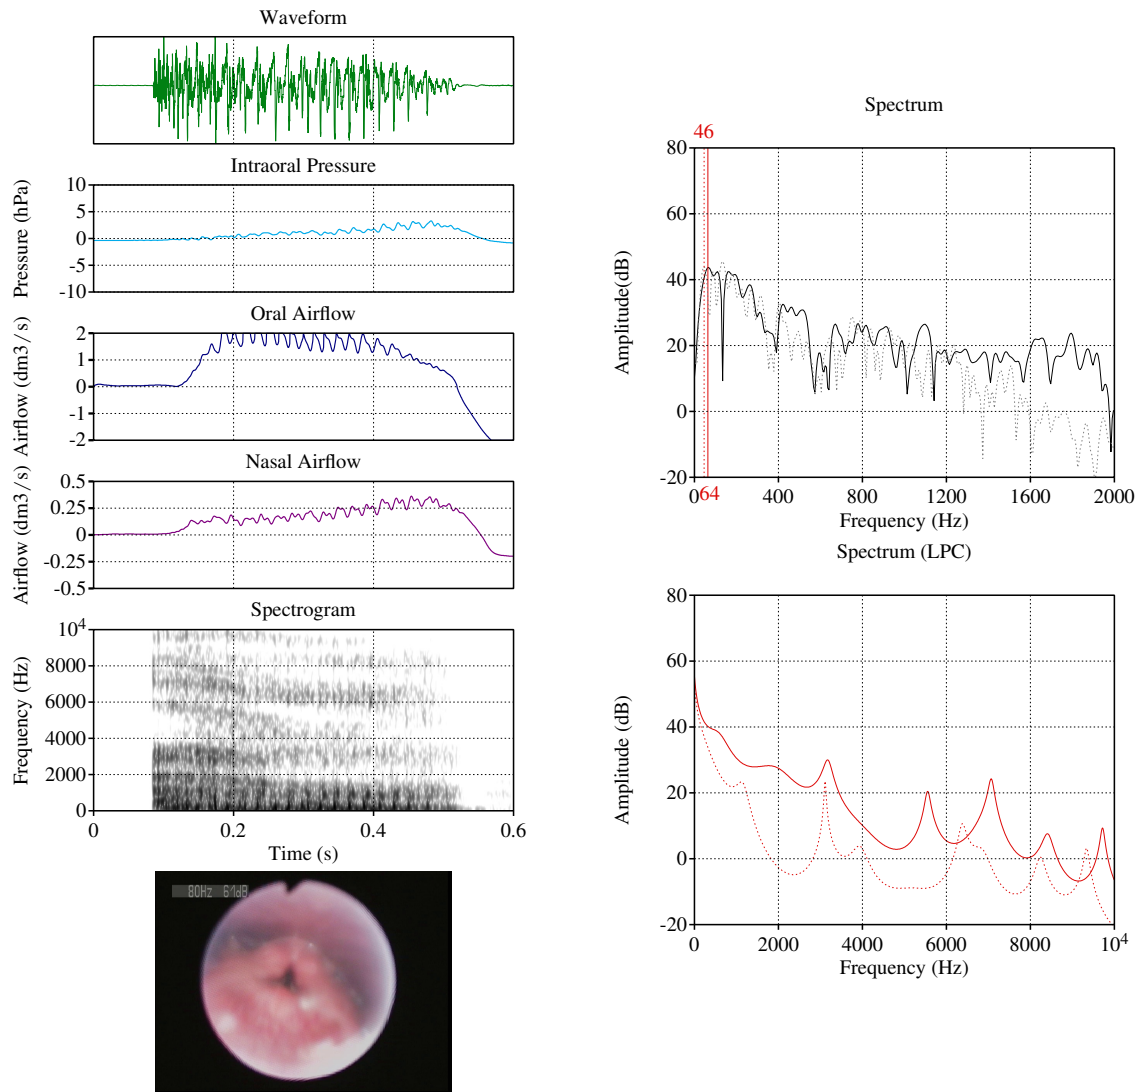 Waveform
Intraoral Pressure
Pressure (hPa)
10
5
0
-5
-10
Oral Airflow
Airflow (dm3/s)
2
1
0
-1
-2
Nasal Airflow
Airflow (dm3/s)
0.5
0.25
0
-0.25
-0.5
Spectrogram
Frequency (Hz)
10⁴
8000
6000
4000
2000
0
0
0.2
0.4
0.6
Time (s)
80Hz 61dB
Spectrum
46
Amplitude(dB)
80
60
40
20
0
-20
64
400
800
1200
1600
2000
Frequency (Hz)
Spectrum (LPC)
Amplitude (dB)
80
60
40
20
0
-20
0
2000
4000
6000
8000
10⁴
Frequency (Hz)